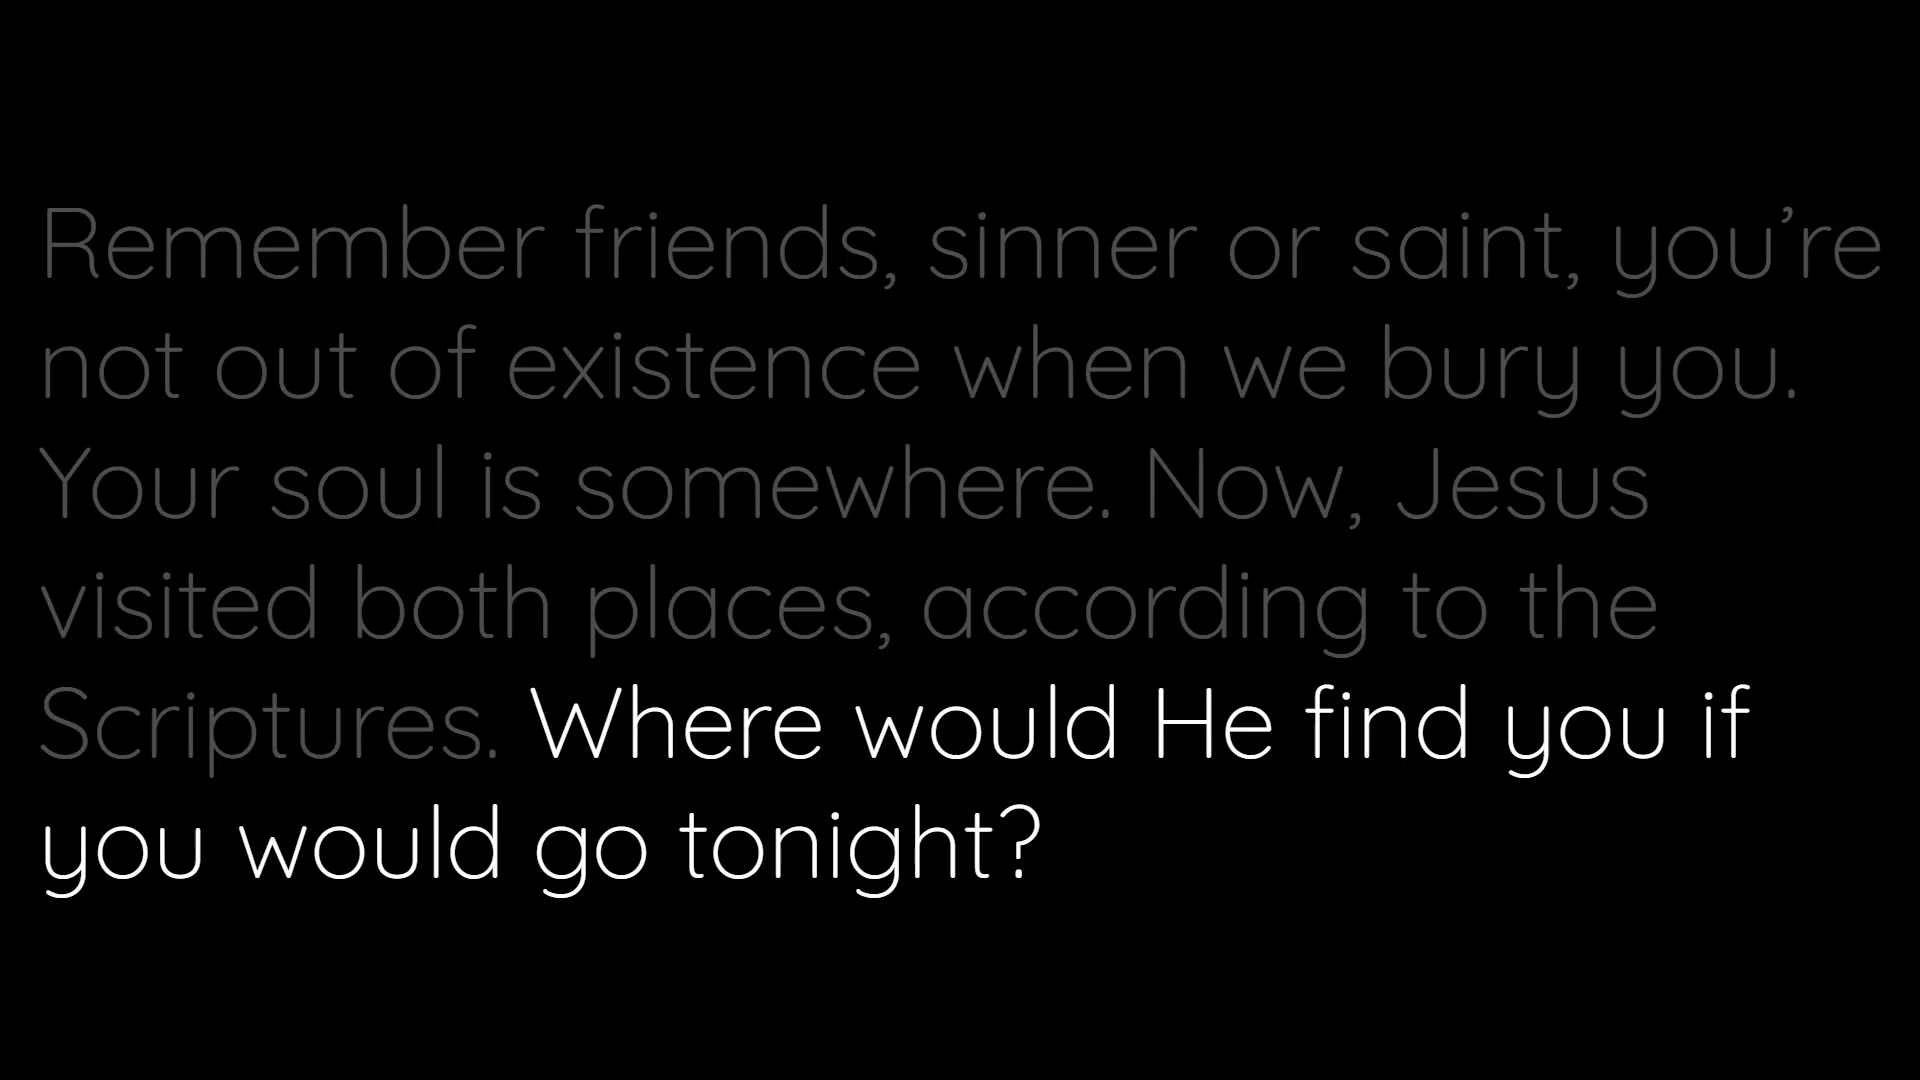 Remember friends, sinner or saint, you’re
not out of existence when we bury you.
Your soul is somewhere. Now, Jesus
visited both places, according to the
Scriptures. Where would He find you if
you would go tonight?